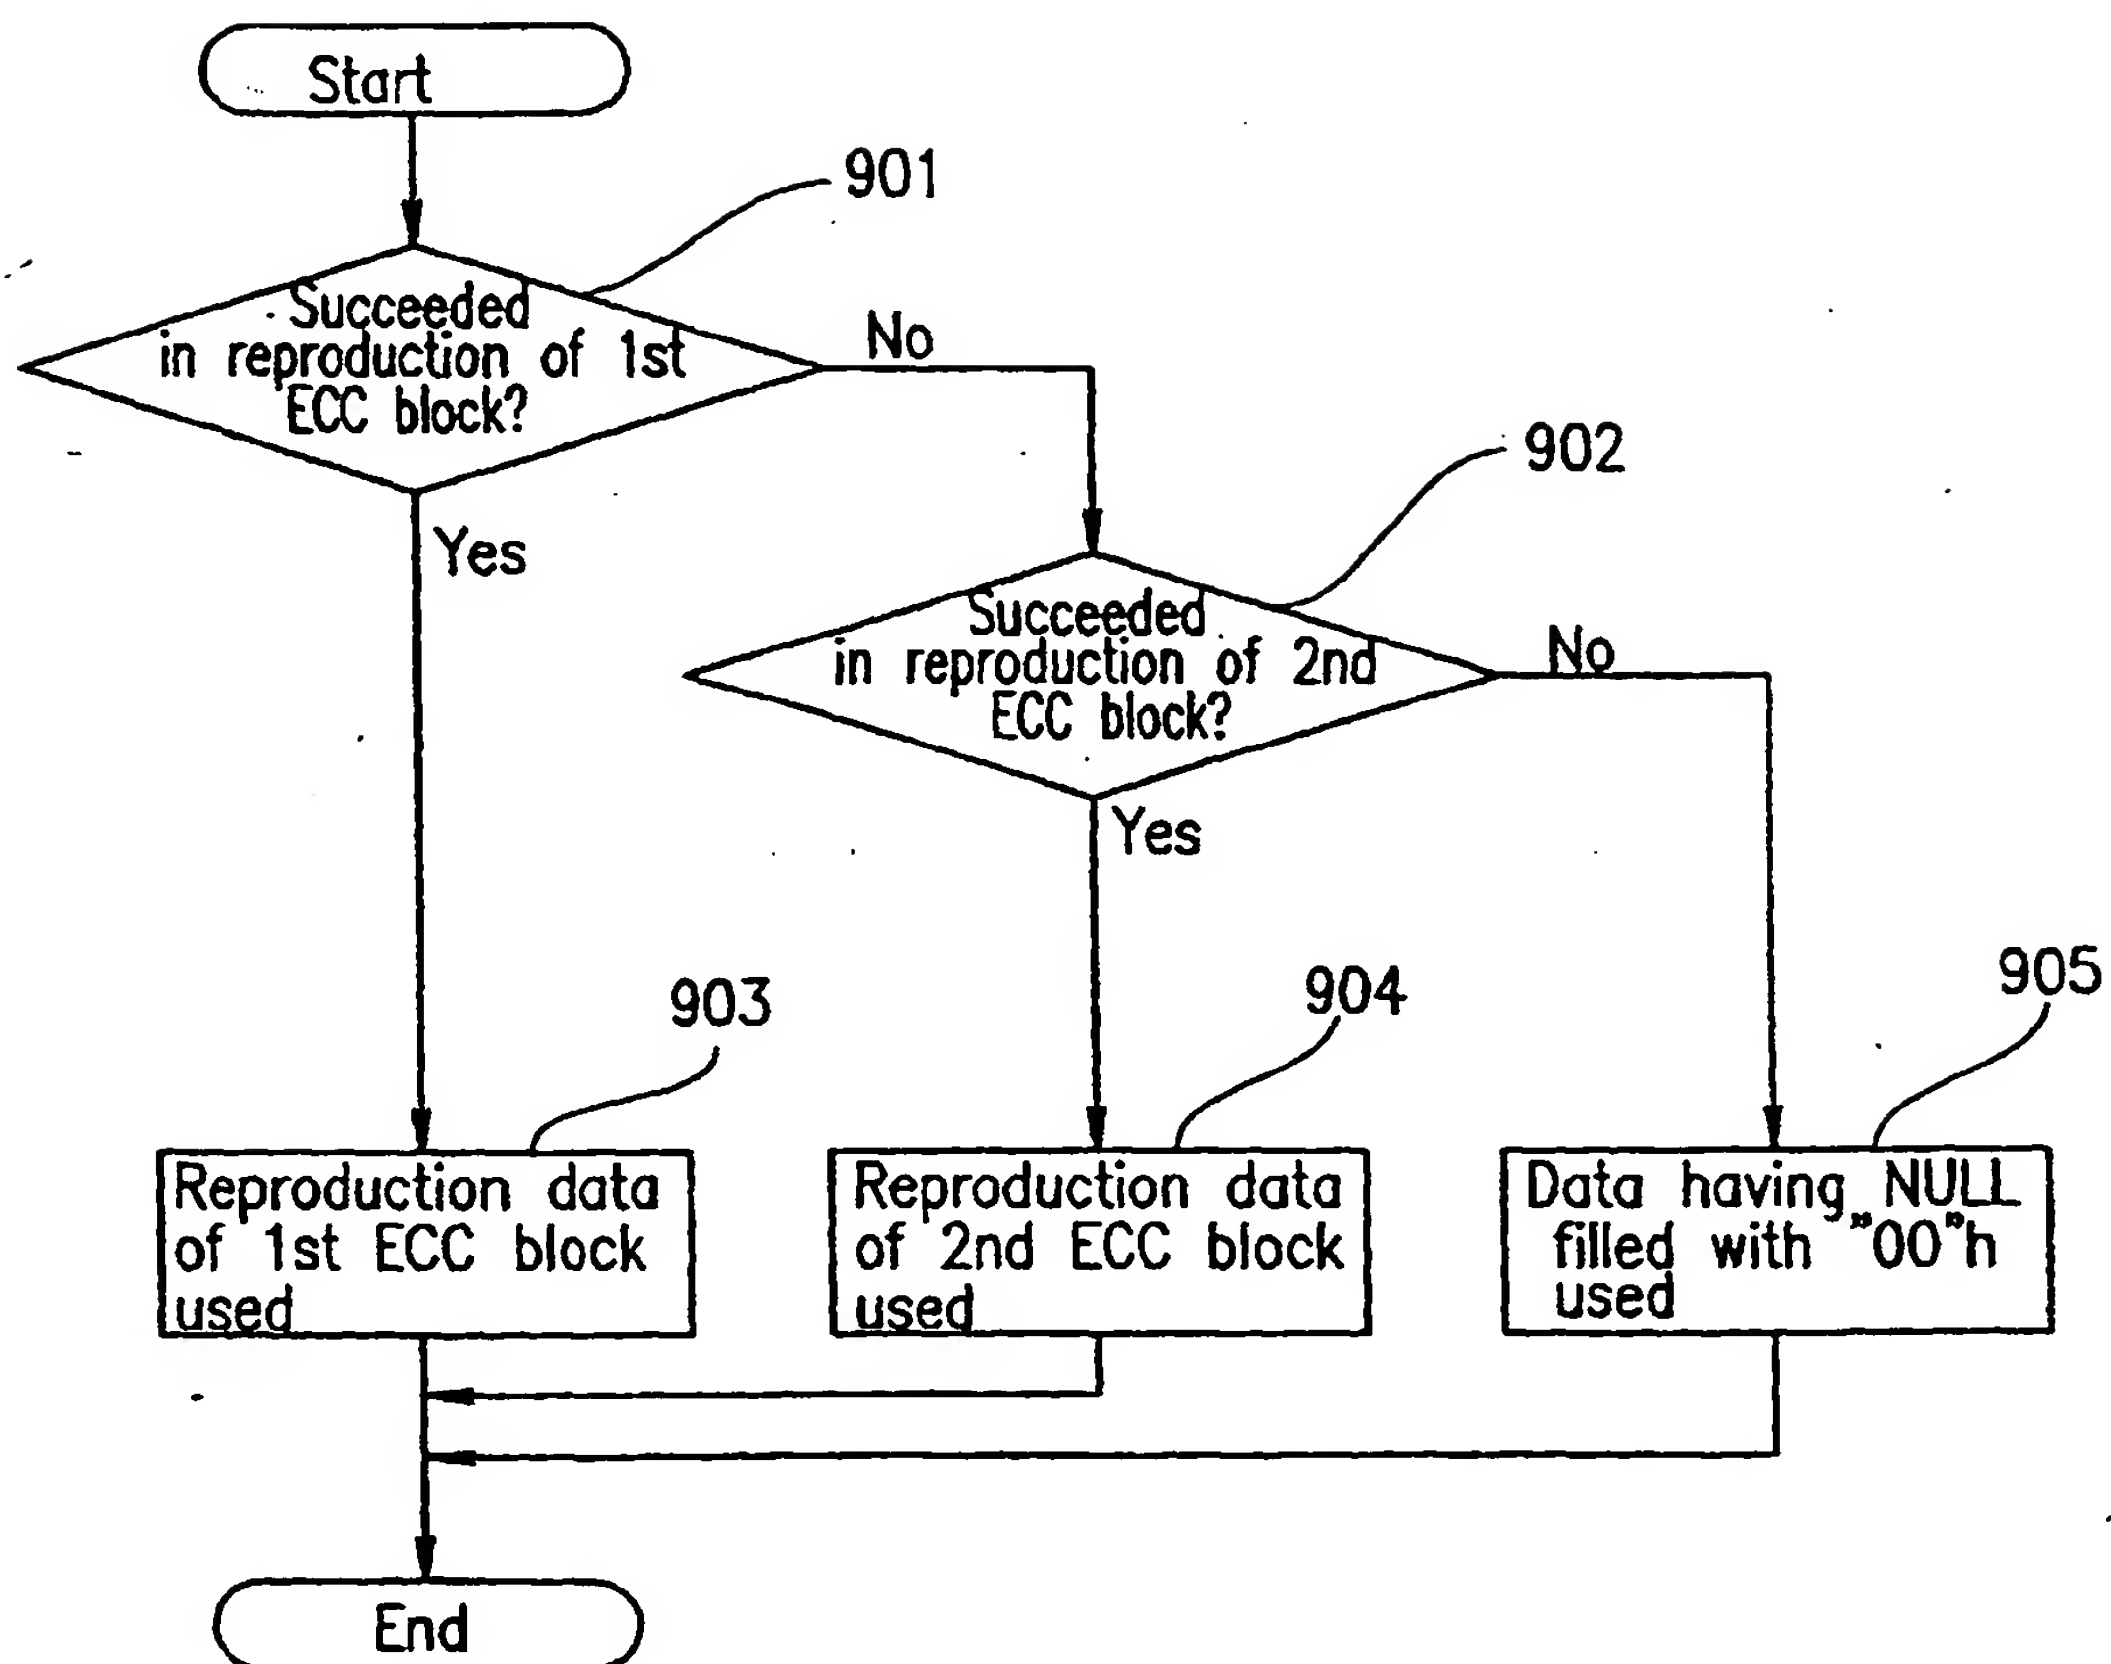 Start
901
Succeeded
in reproduction of 1st
ECC block?
No
Yes
902
Succeeded
in reproduction of 2nd
ECC block?
No
Yes
903
904
905
Reproduction data
of 1st ECC block
used
Reproduction data
of 2nd ECC block
used
Data having NULL
filled with "00"h
used
End